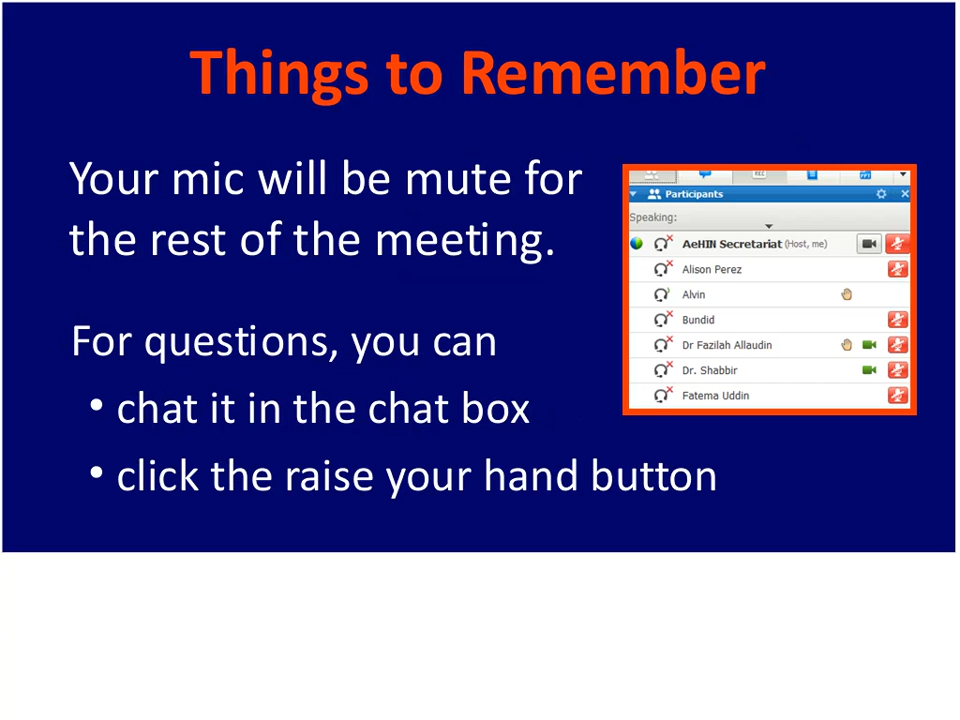 Things to Remember
Your mic will be mute for
the rest of the meeting.
For questions, you can
• chat it in the chat box
• click the raise your hand button
REC
Participants
Speaking:
AeHIN Secretariat (Host, me)
Alison Perez
Alvin
Bundid
Dr Fazilah Allaudin
Dr. Shabbir
Fatema Uddin